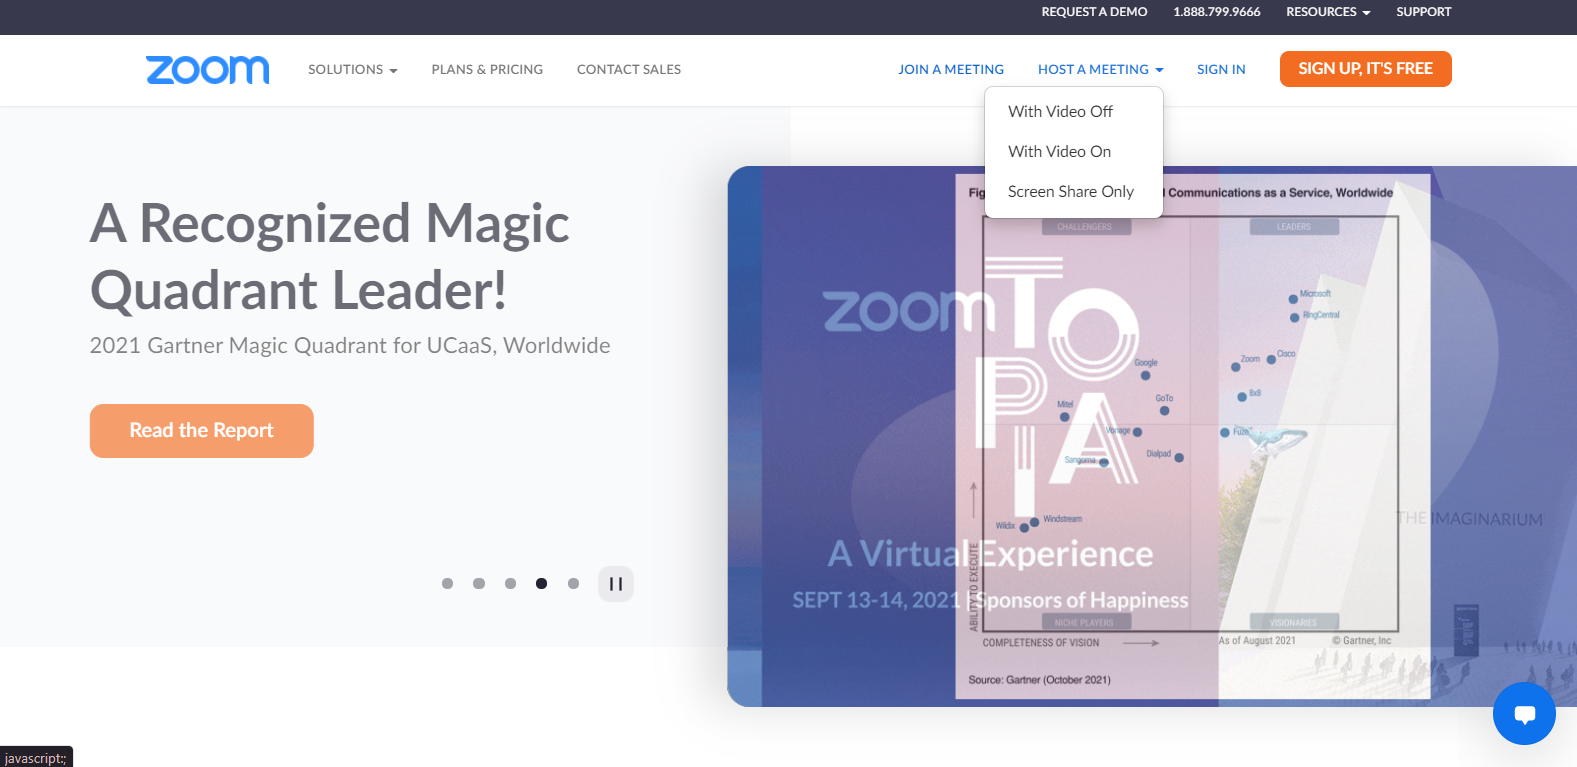 REQUEST A DEMO 1.888.799.9666 RESOURCES SUPPORT
zoom SOLUTIONS PLANS & PRICING CONTACT SALES JOIN A MEETING HOST A MEETING SIGN IN SIGN UP, IT'S FREE
With Video Off
With Video On
Screen Share Only
A Recognized Magic
Quadrant Leader!
2021 Gartner Magic Quadrant for UCaaS, Worldwide
Read the Report
Fig
Communications as a Service, Worldwide
CHALLENGERS
LEADERS
zoom
TOPIA
Microsoft
RingCentral
Zoom
Cisco
Google
8x8
GoTo
Mitel
Vonage
Fuze
Dialpad
Sangoma
Wildix
Windstream
THE IMAGINARIUM
A Virtual Experience
SEPT 13-14, 2021 | Sponsors of Happiness
ABILITY TO EXECUTE
NICHE PLAYERS
VISIONARIES
COMPLETENESS OF VISION
As of August 2021
© Gartner, Inc
Source: Gartner (October 2021)
javascript:;